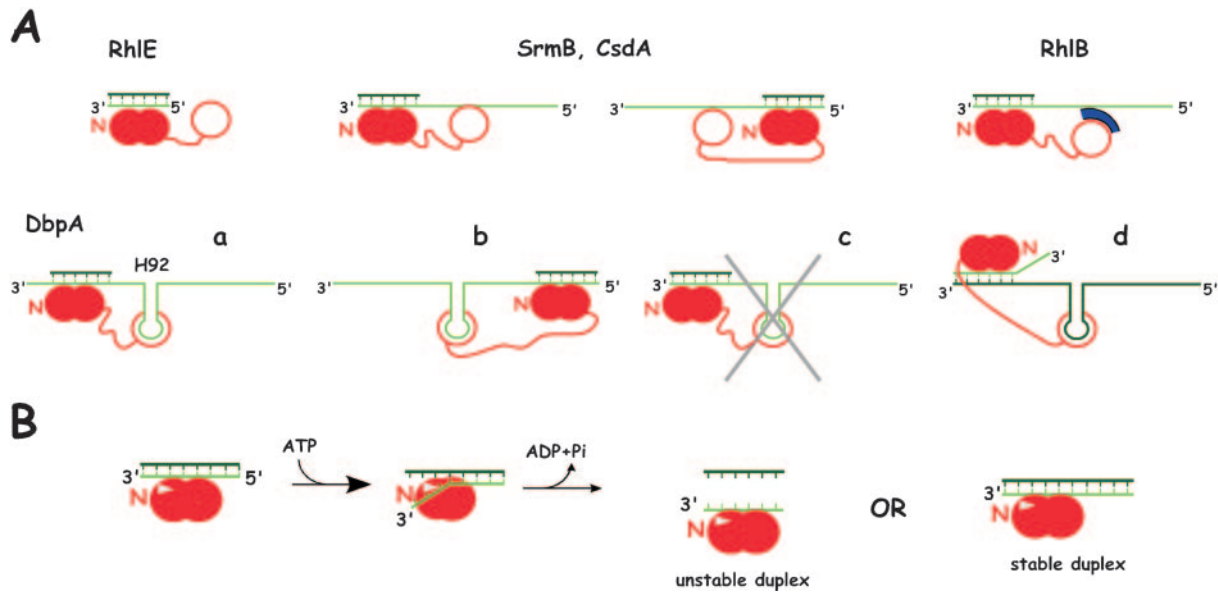 A
RhlE
SrmB, CsdA
RhlB
3' 5'
N
3' 5'
N
3' 5'
N
3' 5'
N
DbpA
a
b
c
d
H92
3' 5'
N
3' 5'
N
3' 5'
N
N
3'
3' 5'
B
3' 5'
N
ATP
N
3'
ADP+Pi
3'
N
unstable duplex
OR
3'
N
stable duplex